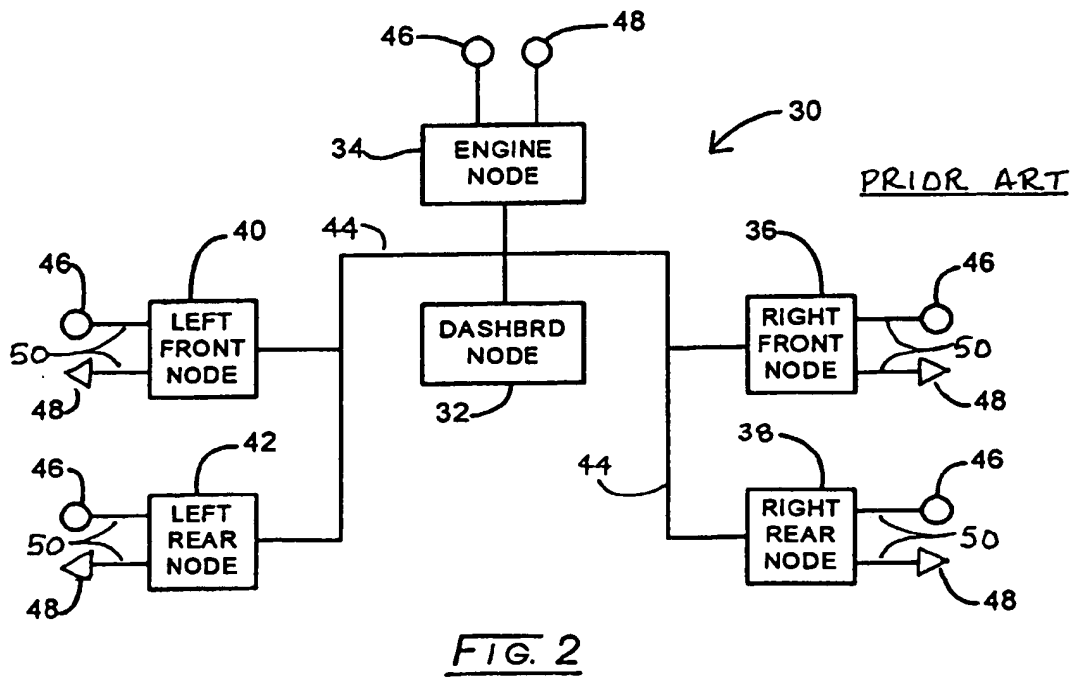 46
48
34
ENGINE
NODE
30
PRIOR ART
44
40
46
LEFT
FRONT
NODE
50
48
DASHBRD
NODE
32
36
46
RIGHT
FRONT
NODE
50
48
42
46
LEFT
REAR
NODE
50
48
44
38
46
RIGHT
REAR
NODE
50
48
FIG. 2